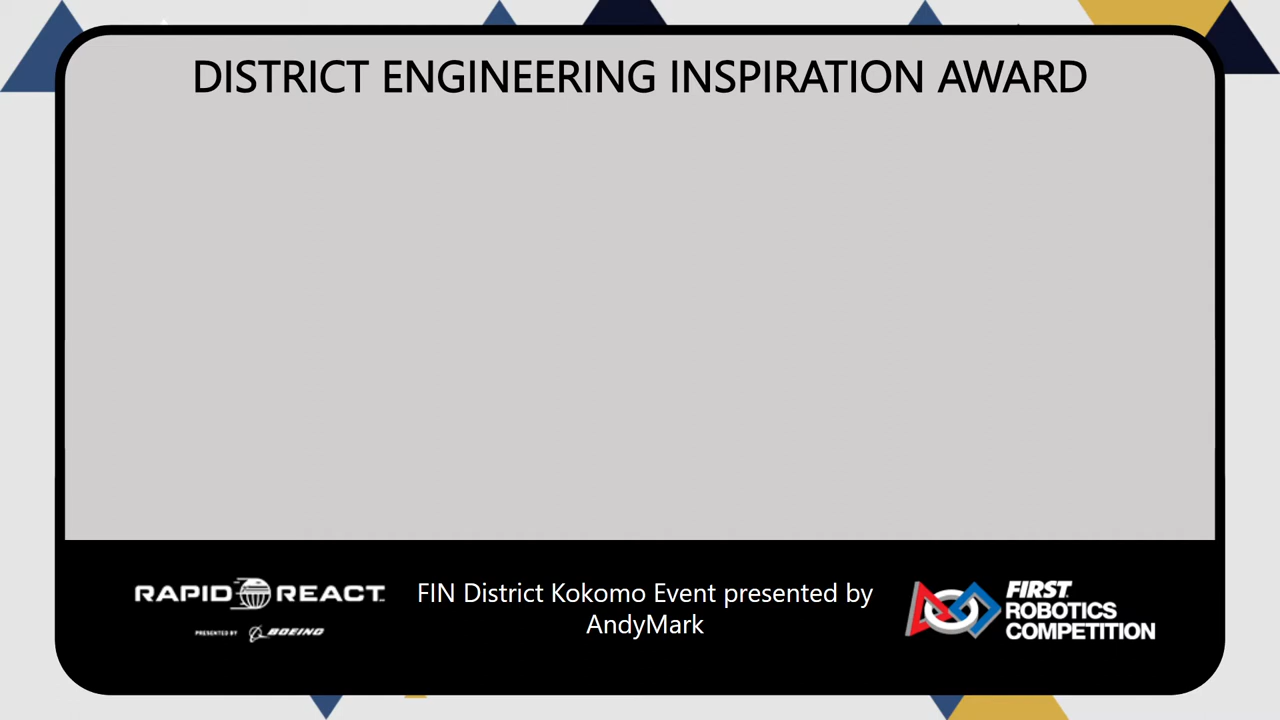 DISTRICT ENGINEERING INSPIRATION AWARD
RAPID REACT
PRESENTED BY BOEING
FIN District Kokomo Event presented by
AndyMark
FIRST
ROBOTICS
COMPETITION